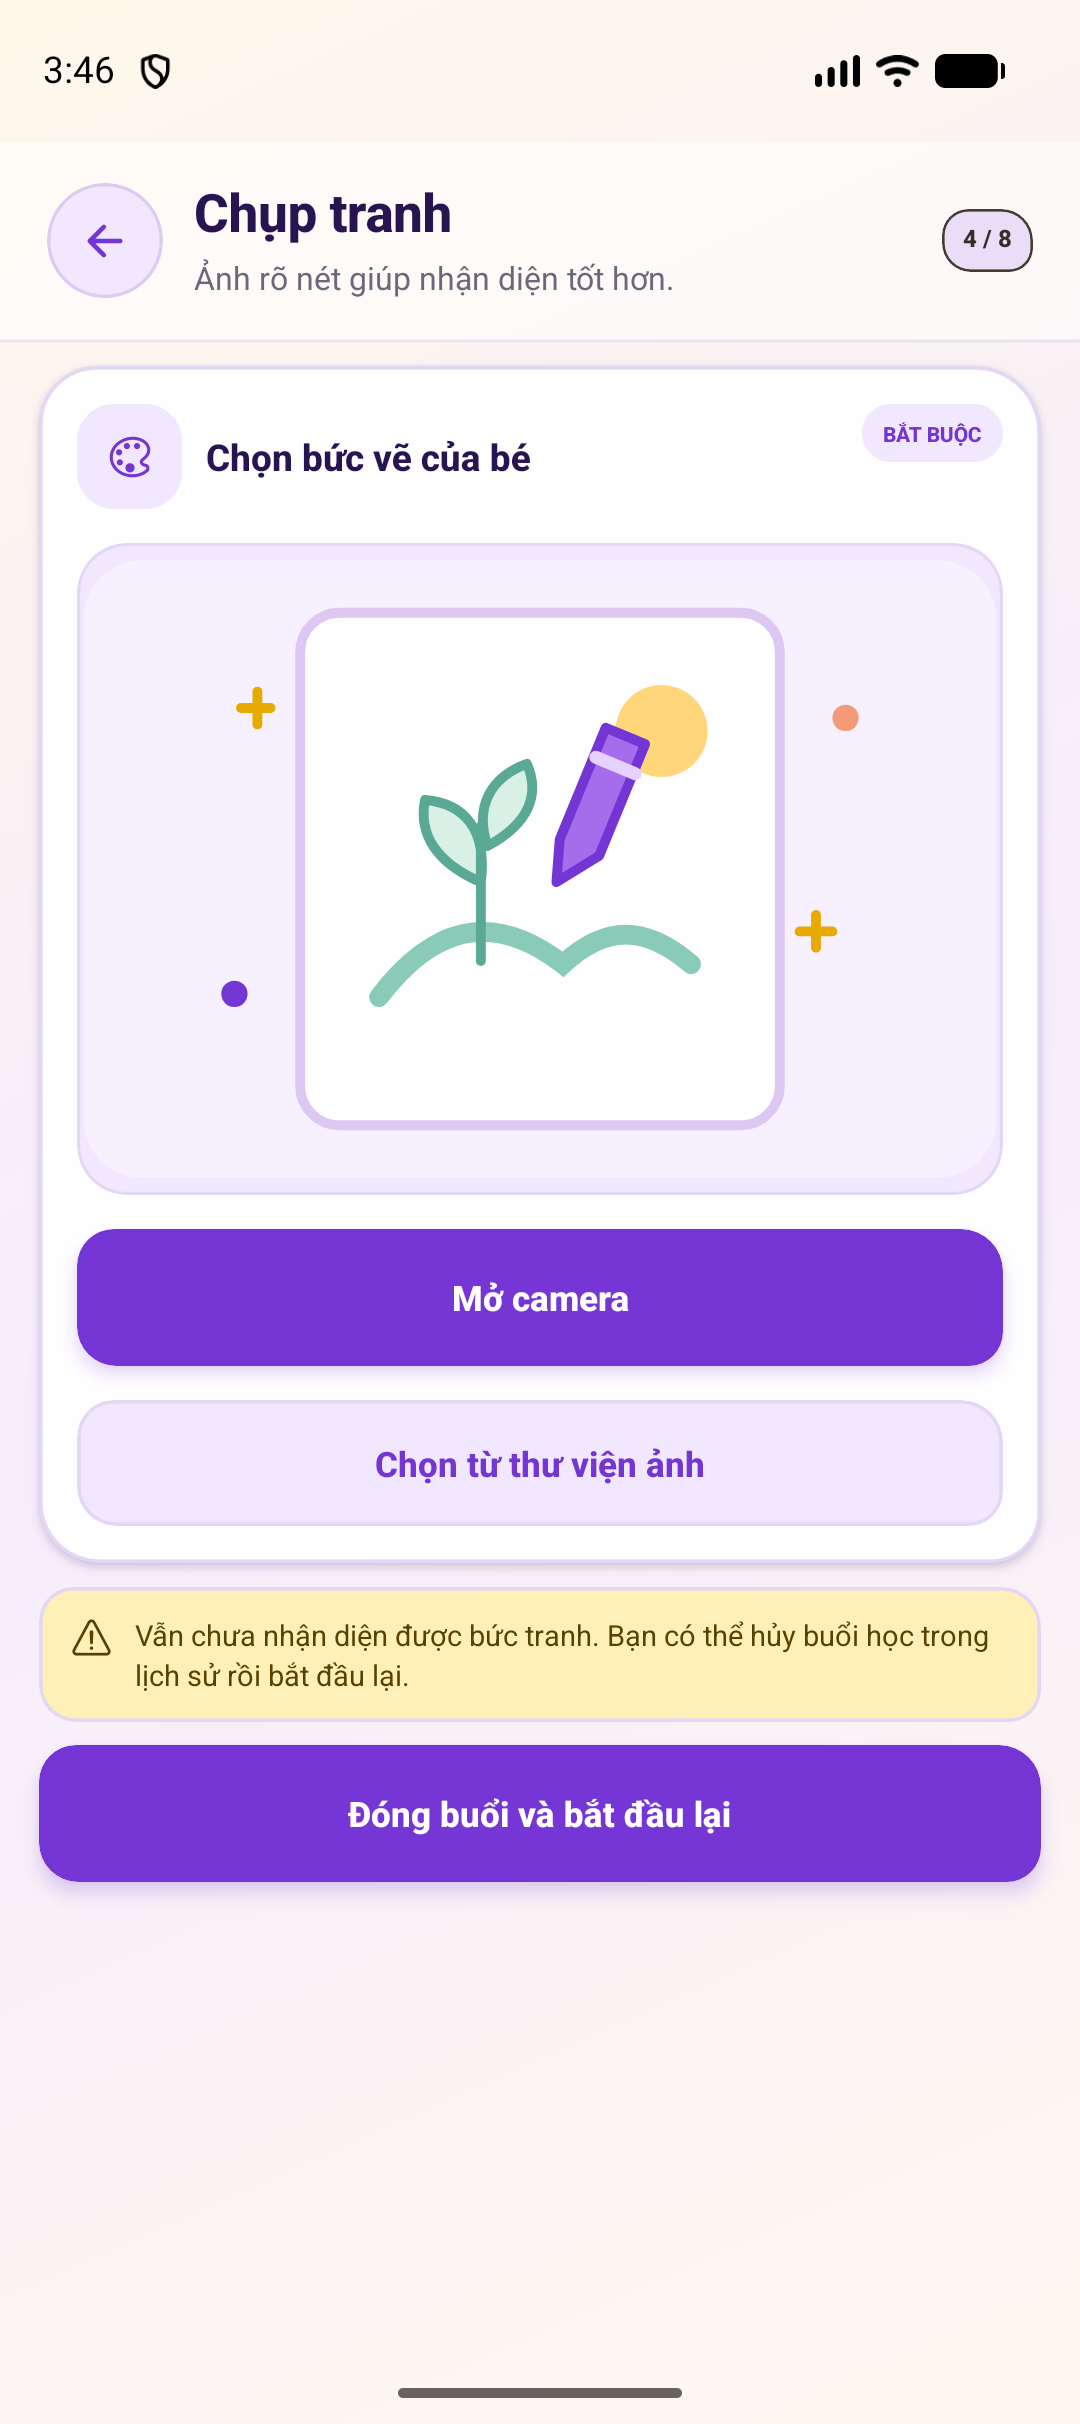 3:46
Chụp tranh
Ảnh rõ nét giúp nhận diện tốt hơn.
4 / 8
Chọn bức vẽ của bé
BẮT BUỘC
Mở camera
Chọn từ thư viện ảnh
Vẫn chưa nhận diện được bức tranh. Bạn có thể hủy buổi học trong
lịch sử rồi bắt đầu lại.
Đóng buổi và bắt đầu lại